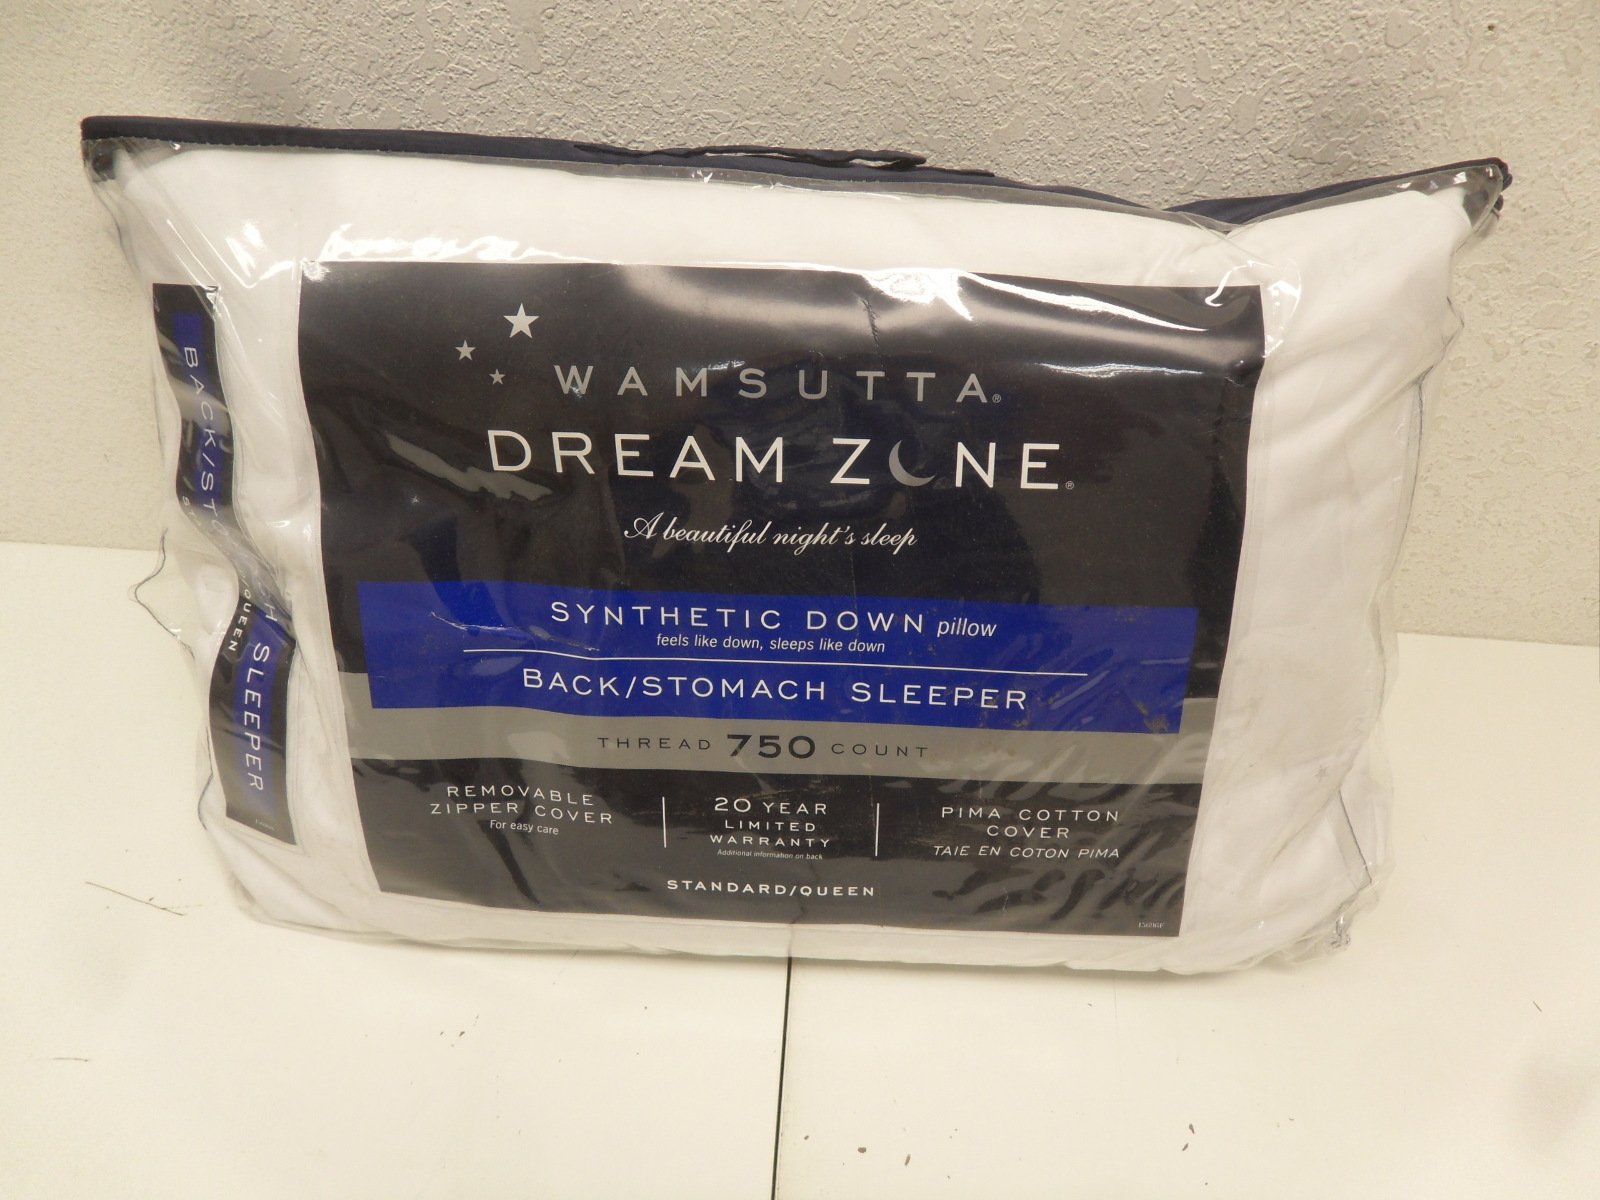 WAMSUTTA®
DREAM ZONE®
A beautiful night's sleep
SYNTHETIC DOWN pillow
feels like down, sleeps like down
BACK/STOMACH SLEEPER
THREAD 750 COUNT
REMOVABLE
ZIPPER COVER
For easy care
20 YEAR
LIMITED
WARRANTY
Additional information on back
PIMA COTTON
COVER
TAIE EN COTON PIMA
STANDARD/QUEEN
BACK/ST
CH SLEEPER
QUEEN